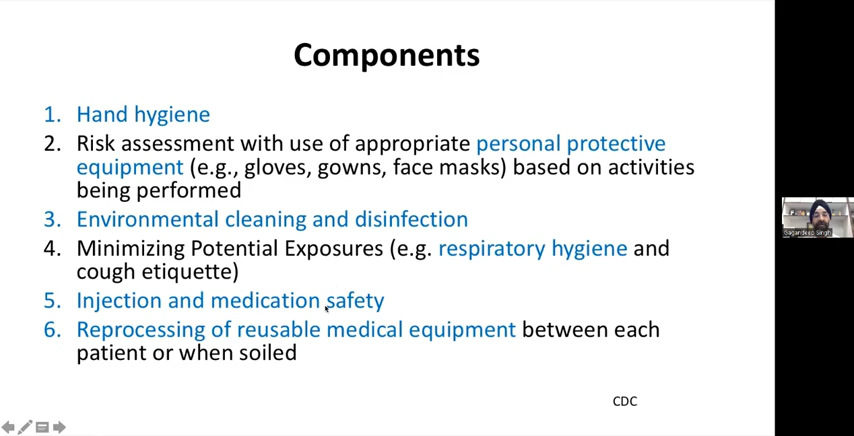 Components
1. Hand hygiene
2. Risk assessment with use of appropriate personal protective
equipment (e.g., gloves, gowns, face masks) based on activities
being performed
3. Environmental cleaning and disinfection
4. Minimizing Potential Exposures (e.g. respiratory hygiene and
cough etiquette)
5. Injection and medication safety
6. Reprocessing of reusable medical equipment between each
patient or when soiled
CDC
Gagandeep Singh